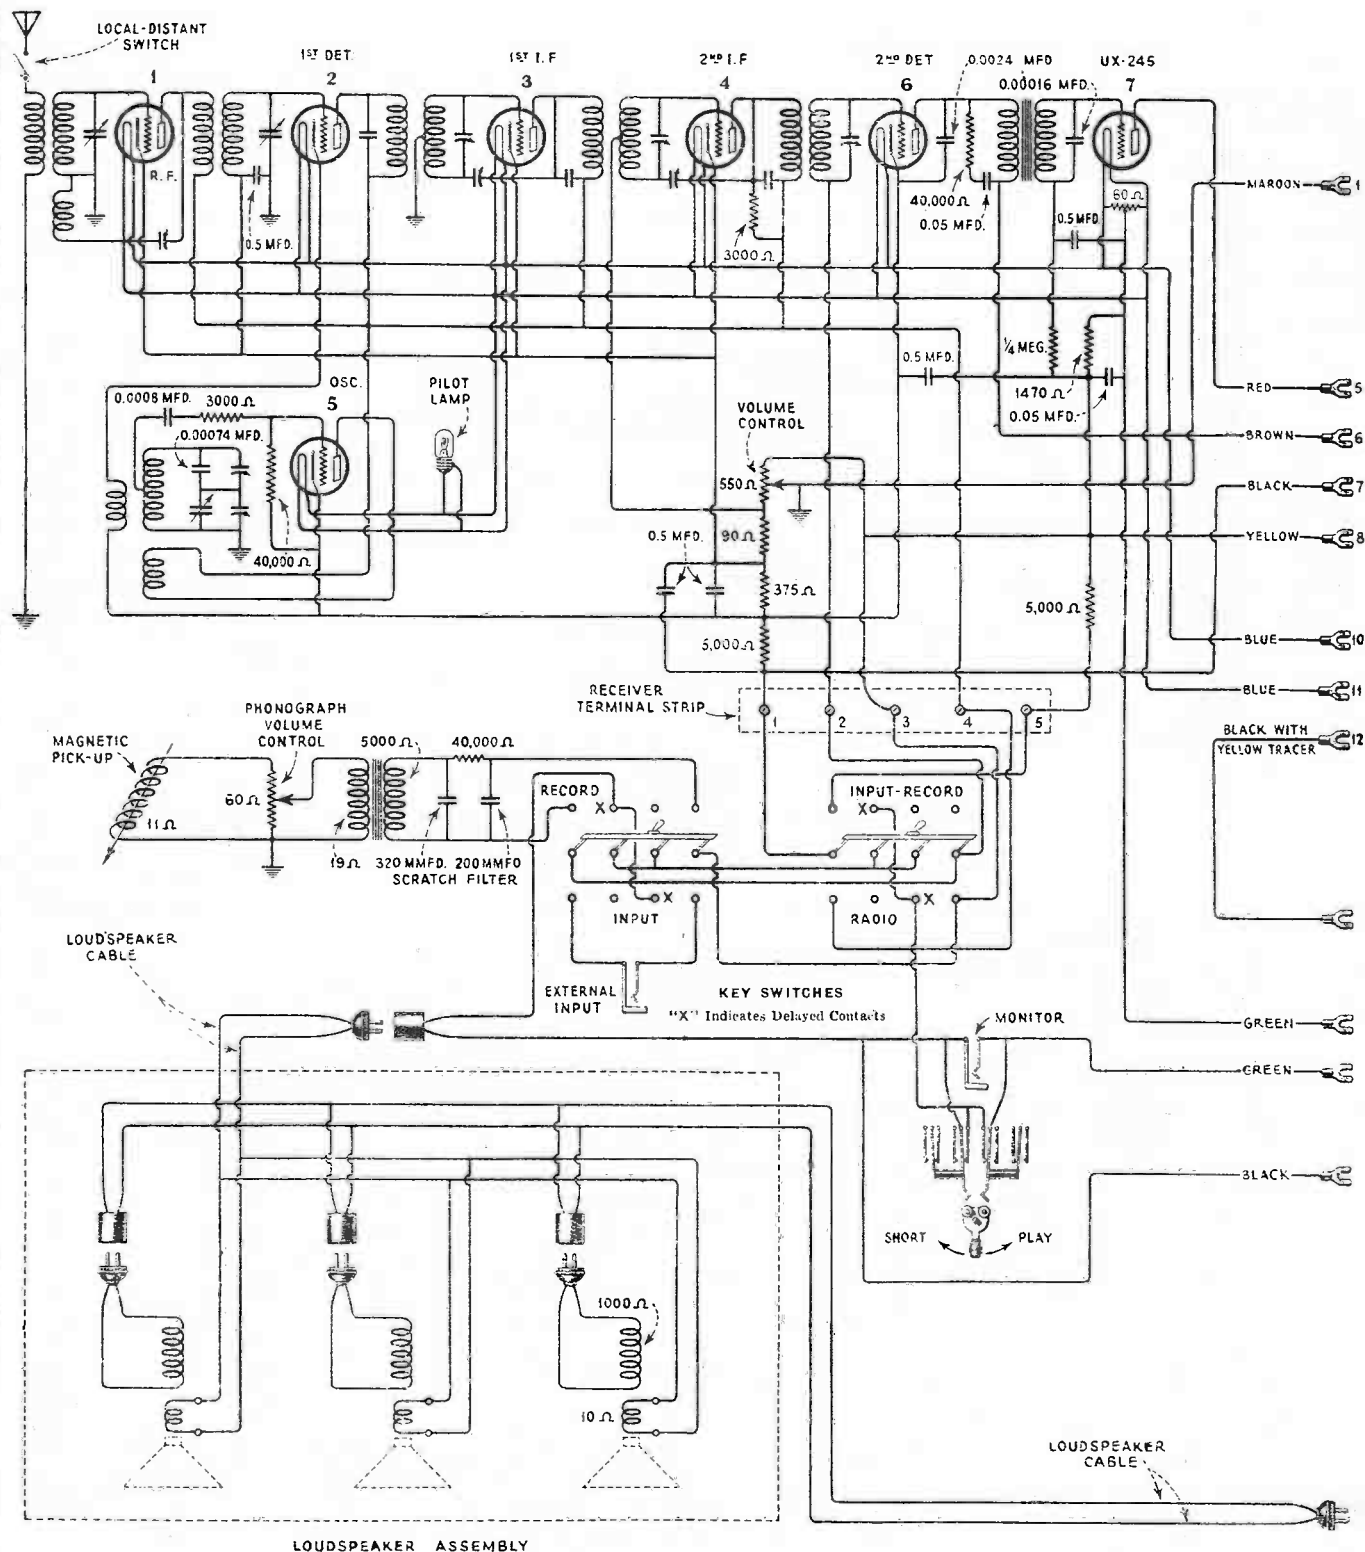 LOCAL-DISTANT
SWITCH
1
R.F.
1ST DET.
2
1ST I.F
3
2ND I.F
4
2ND DET
6
0.0024 MFD
0.00016 MFD.
UX-245
7
0.5 MFD.
3000 Ω
40,000 Ω
0.05 MFD.
0.5 MFD.
60 Ω
MAROON
1
0.5 MFD.
¼ MEG.
1470 Ω
0.05 MFD.
RED
5
BROWN
6
BLACK
7
YELLOW
8
BLUE
10
BLUE
11
BLACK WITH
YELLOW TRACER
12
GREEN
GREEN
BLACK
0.0008 MFD.
3000 Ω
0.00074 MFD.
OSC.
5
40,000 Ω
PILOT
LAMP
VOLUME
CONTROL
550 Ω
90 Ω
0.5 MFD.
375 Ω
5,000 Ω
5,000 Ω
RECEIVER
TERMINAL STRIP
1
2
3
4
5
MAGNETIC
PICK-UP
11 Ω
PHONOGRAPH
VOLUME
CONTROL
60 Ω
19 Ω
5000 Ω
40,000 Ω
320 MMFD. 200 MMFD
SCRATCH FILTER
RECORD
X
INPUT
X
INPUT-RECORD
X
RADIO
X
EXTERNAL
INPUT
KEY SWITCHES
"X" Indicates Delayed Contacts
MONITOR
SHORT
PLAY
LOUDSPEAKER
CABLE
1000 Ω
10 Ω
LOUDSPEAKER
CABLE
LOUDSPEAKER ASSEMBLY